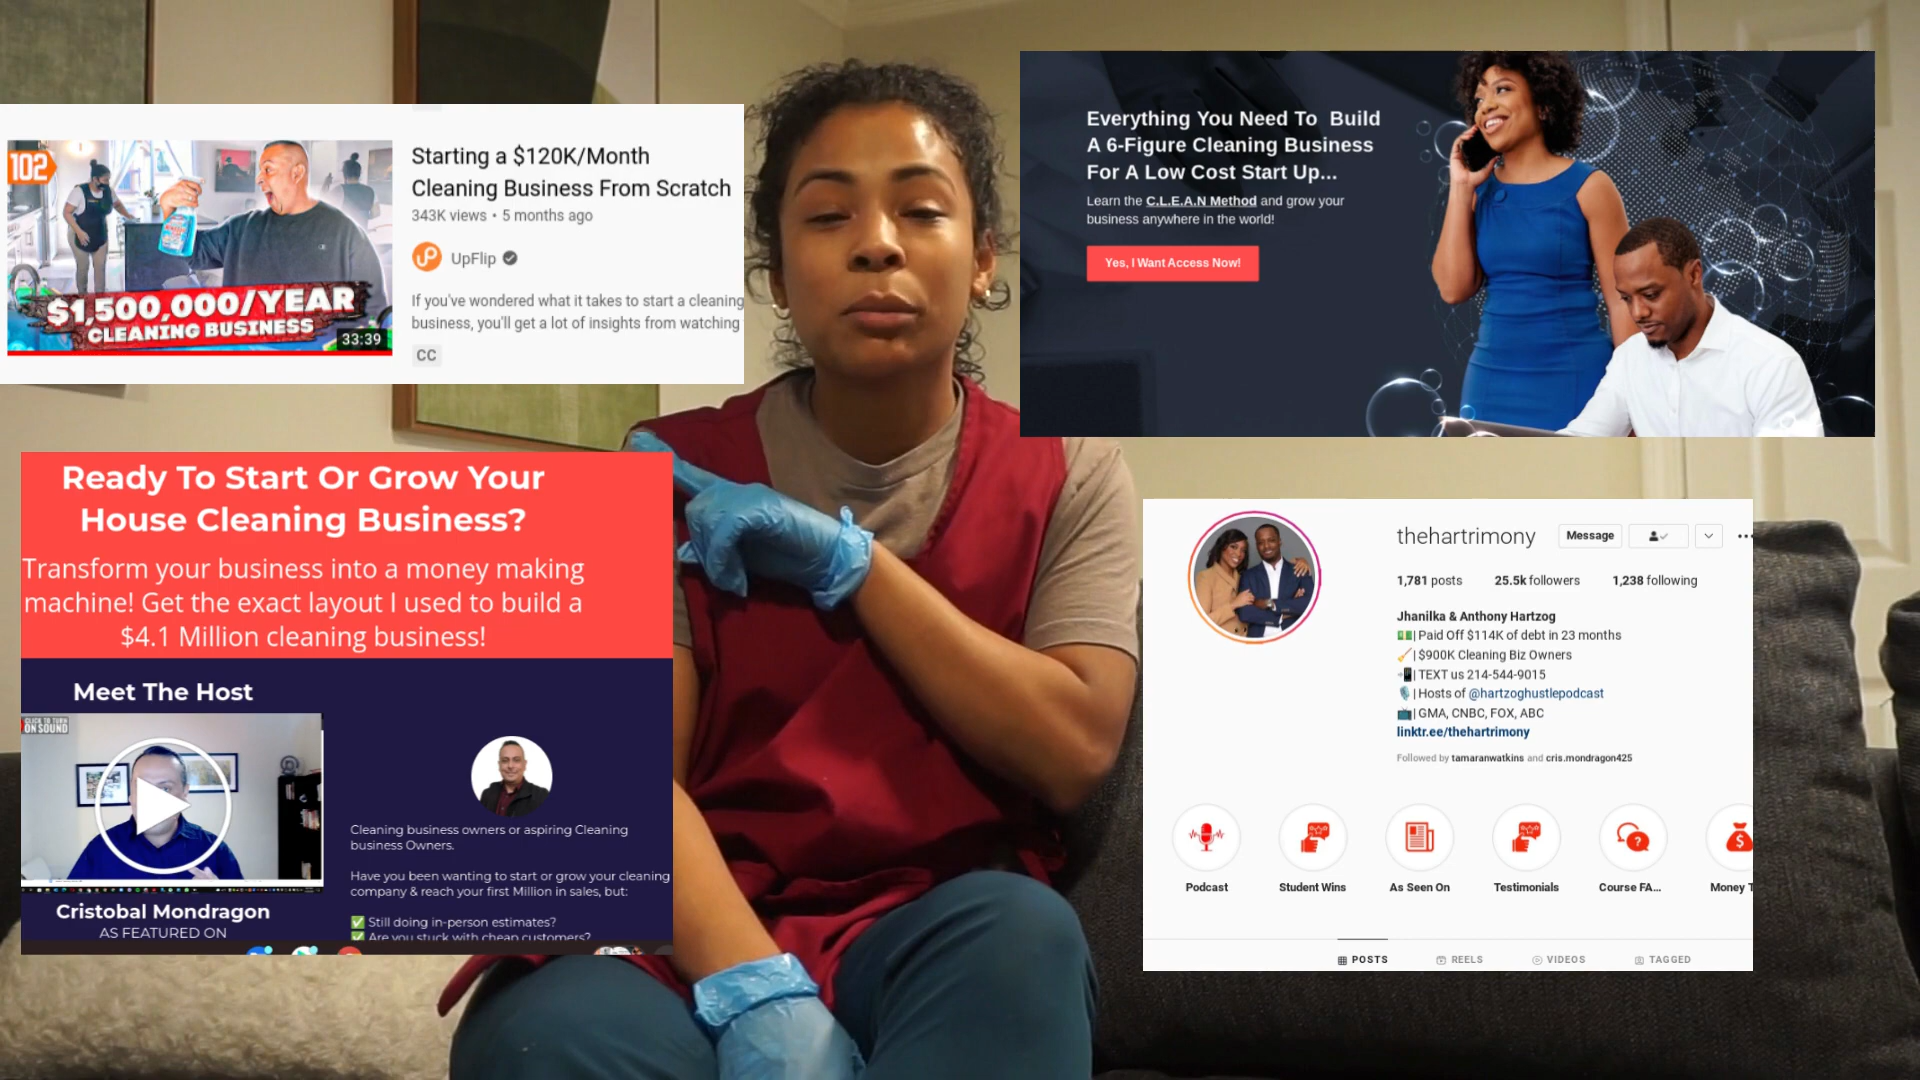 102
$1,500,000/YEAR
CLEANING BUSINESS
33:39
Starting a $120K/Month
Cleaning Business From Scratch
343K views • 5 months ago
UpFlip
If you've wondered what it takes to start a cleaning
business, you'll get a lot of insights from watching
CC
Everything You Need To Build
A 6-Figure Cleaning Business
For A Low Cost Start Up...
Learn the C.L.E.A.N Method and grow your
business anywhere in the world!
Yes, I Want Access Now!
Ready To Start Or Grow Your
House Cleaning Business?
Transform your business into a money making
machine! Get the exact layout I used to build a
$4.1 Million cleaning business!
Meet The Host
CLICK TO TURN
ON SOUND
Cristobal Mondragon
AS FEATURED ON
Cleaning business owners or aspiring Cleaning
business Owners.
Have you been wanting to start or grow your cleaning
company & reach your first Million in sales, but:
✅ Still doing in-person estimates?
✅ Are you stuck with cheap customers?
thehartrimony
Message
1,781 posts 25.5k followers 1,238 following
Jhanilka & Anthony Hartzog
💵| Paid Off $114K of debt in 23 months
🧹| $900K Cleaning Biz Owners
📲| TEXT us 214-544-9015
🎙️| Hosts of @hartzoghustlepodcast
📺| GMA, CNBC, FOX, ABC
linktr.ee/thehartrimony
Followed by tamaranwatkins and cris.mondragon425
Podcast Student Wins As Seen On Testimonials Course FA... Money T
POSTS REELS VIDEOS TAGGED